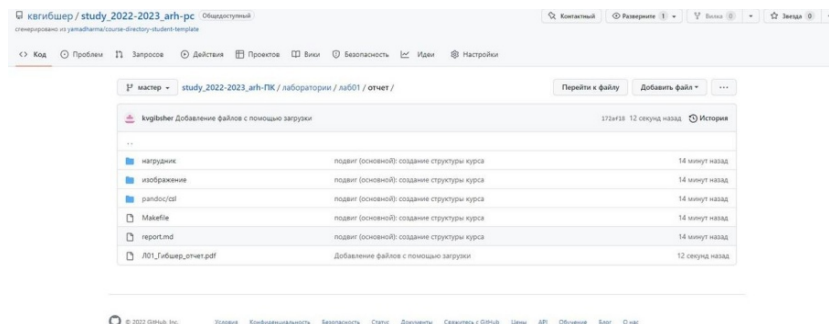 квгибшер / study_2022-2023_arh-pc Общедоступный
Контактный Разверните 1 Вилка 0 Звезда 0
сгенерировано из yamadharma/course-directory-student-template
Код Проблем Запросов Действия Проектов Вики Безопасность Идеи Настройки
мастер study_2022-2023_arh-ПК / лаборатории / лаб01 / отчет / Перейти к файлу Добавить файл ...
kvgibsher Добавление файлов с помощью загрузки 12 секунд назад История
..
нагрудник подвиг (основной): создание структуры курса 14 минут назад
изображение подвиг (основной): создание структуры курса 14 минут назад
pandoc/csl подвиг (основной): создание структуры курса 14 минут назад
Makefile подвиг (основной): создание структуры курса 14 минут назад
report.md подвиг (основной): создание структуры курса 14 минут назад
Л01_Гибшер_отчет.pdf Добавление файлов с помощью загрузки 12 секунд назад
© 2022 GitHub, Inc. Условия Конфиденциальность Безопасность Статус Документы Свяжитесь с GitHub Цены API Обучение Блог О нас